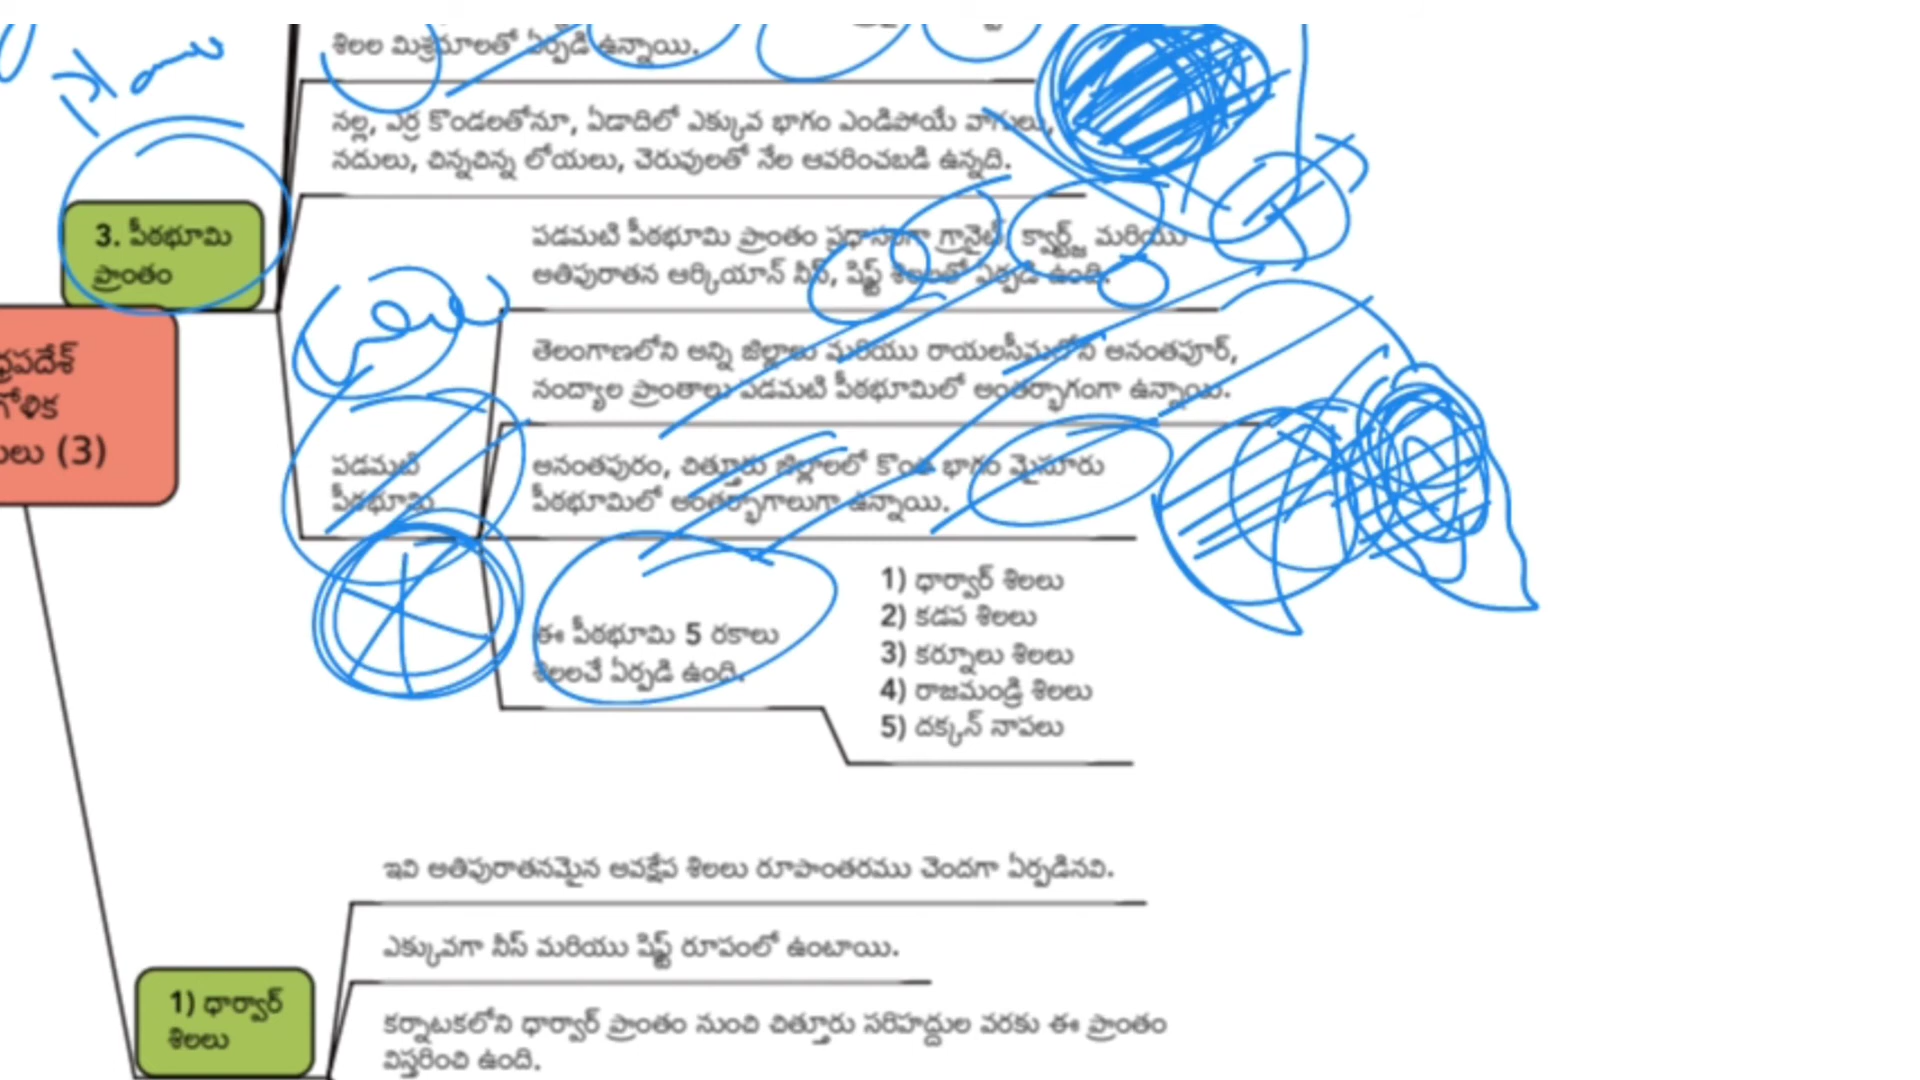 శిలల మిశ్రమాలతో ఏర్పడి ఉన్నాయి.
నల్ల, ఎర్ర కొండలతోనూ, ఏడాదిలో ఎక్కువ భాగం ఎండిపోయే వాగులు,
నదులు, చిన్నచిన్న లోయలు, చెరువులతో నేల ఆవరించబడి ఉన్నది.
3. పీఠభూమి
ప్రాంతం
పడమటి పీఠభూమి ప్రాంతం ప్రధానంగా గ్రానైట్, క్వార్ట్జ్ మరియు
అతిపురాతన ఆర్కియాన్ నీస్, షిస్ట్ శిలలతో ఏర్పడి ఉంది.
తెలంగాణలోని అన్ని జిల్లాలు మరియు రాయలసీమలోని అనంతపూర్,
నంద్యాల ప్రాంతాలు పడమటి పీఠభూమిలో అంతర్భాగంగా ఉన్నాయి.
పడమటి
పీఠభూమి
అనంతపురం, చిత్తూరు జిల్లాలలో కొంత భాగం మైసూరు
పీఠభూమిలో అంతర్భాగాలుగా ఉన్నాయి.
ఈ పీఠభూమి 5 రకాలు
శిలలచే ఏర్పడి ఉంది.
1) ధార్వార్ శిలలు
2) కడప శిలలు
3) కర్నూలు శిలలు
4) రాజమండ్రి శిలలు
5) దక్కన్ నాపలు
ధ్రప్రదేశ్
గోళిక
లు (3)
ఇవి అతిపురాతనమైన అవక్షేప శిలలు రూపాంతరము చెందగా ఏర్పడినవి.
ఎక్కువగా నీస్ మరియు షిస్ట్ రూపంలో ఉంటాయి.
1) ధార్వార్
శిలలు
కర్నాటకలోని ధార్వార్ ప్రాంతం నుంచి చిత్తూరు సరిహద్దుల వరకు ఈ ప్రాంతం
విస్తరించి ఉంది.